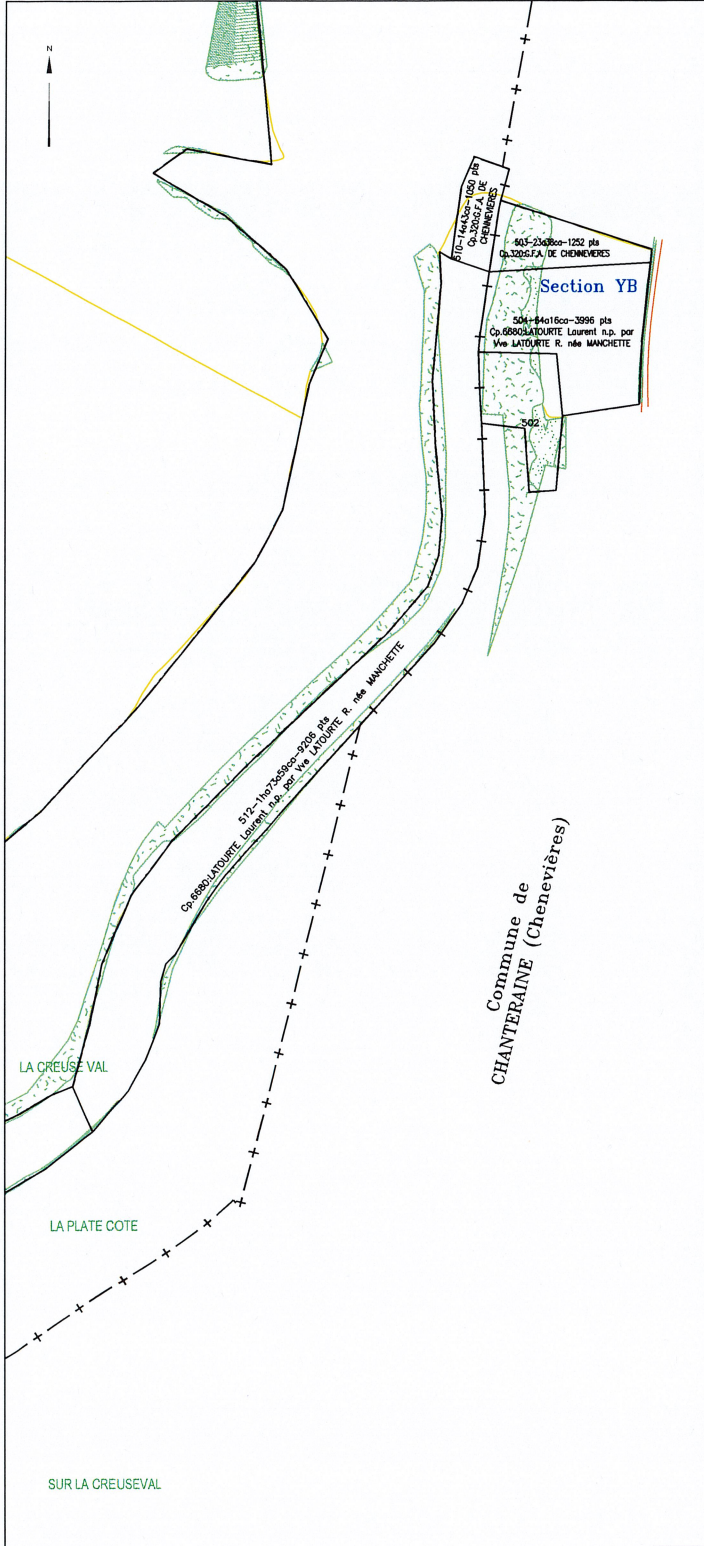 N
510-14a43ca-1050 pts
Cp.320:G.F.A. DE
CHENNEVIERES
503-23a38ca-1252 pts
Cp.320:G.F.A. DE CHENNEVIERES
Section YB
504-64a16ca-3996 pts
Cp.6680:LATOURTE Laurent n.p. par
Vve LATOURTE R. née MANCHETTE
502
512-1ha73a59ca-9206 pts
Cp.6680:LATOURTE Laurent n.p. par Vve LATOURTE R. née MANCHETTE
Commune de
CHANTERAINE (Chenevières)
LA CREUSE VAL
LA PLATE COTE
SUR LA CREUSEVAL